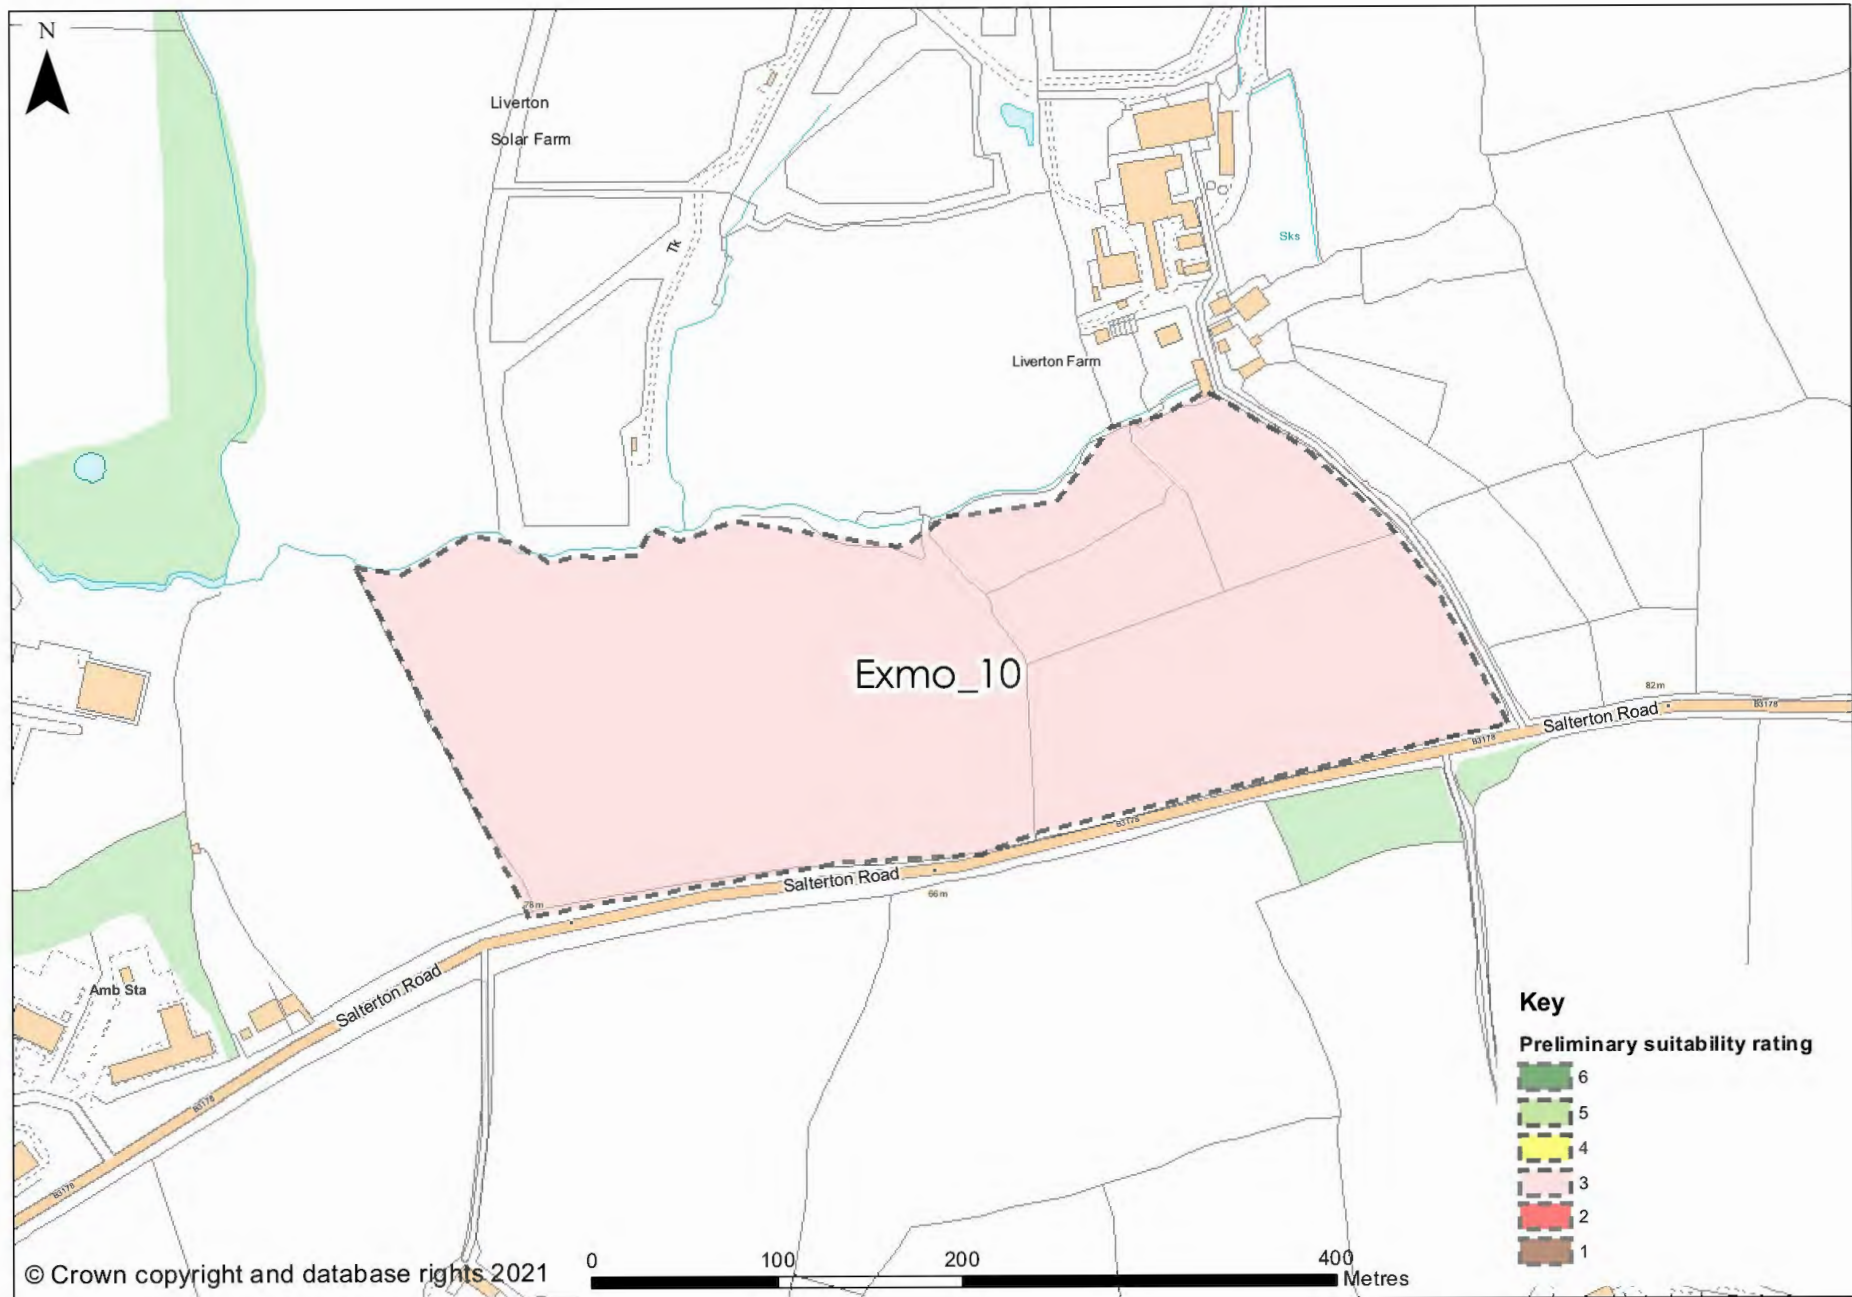 N
Liverton
Solar Farm
Tk
Sks
Liverton Farm
Exmo_10
82m
Salterton Road
B3178
B3178
B3178
Salterton Road
78m
66m
Amb Sta
Salterton Road
B3178
B3178
Key
Preliminary suitability rating
6
5
4
3
2
1
© Crown copyright and database rights 2021
0 100 200 400
Metres